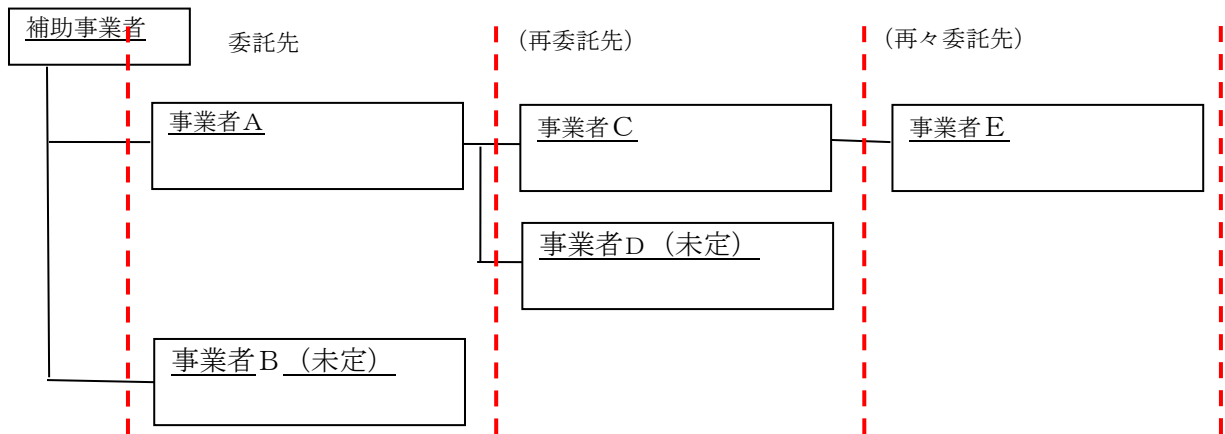 補助事業者
委託先
（再委託先）
（再々委託先）
事業者A
事業者C
事業者E
事業者D（未定）
事業者B（未定）